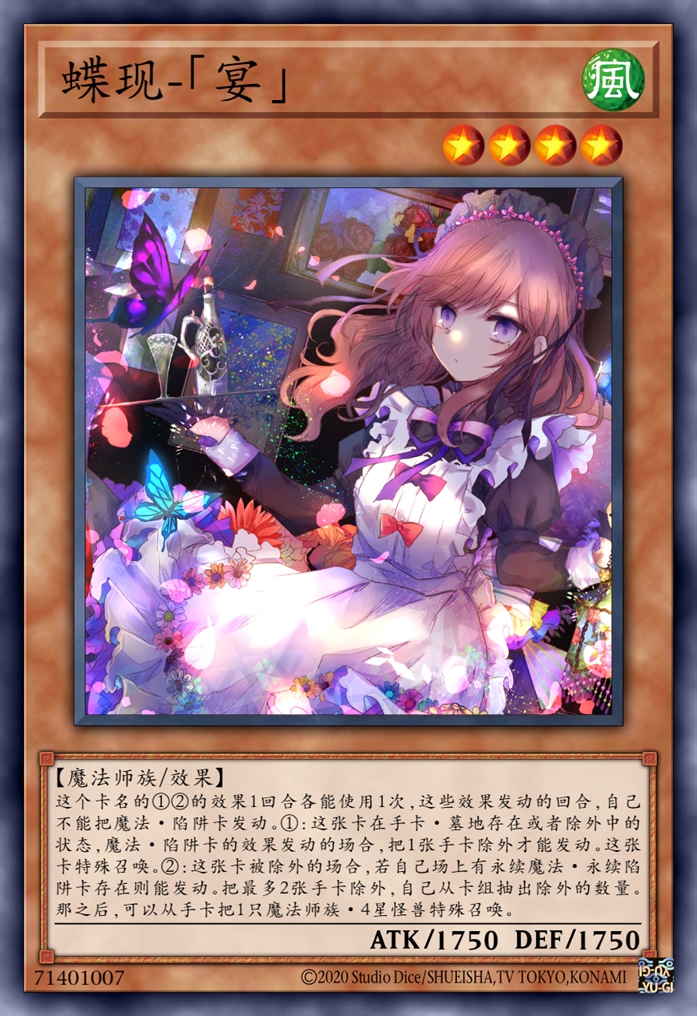 蝶现-「宴」
風
【魔法师族/效果】
这个卡名的①②的效果1回合各能使用1次,这些效果发动的回合,自己
不能把魔法·陷阱卡发动。①:这张卡在手卡·墓地存在或者除外中的
状态,魔法·陷阱卡的效果发动的场合,把1张手卡除外才能发动。这张
卡特殊召唤。②:这张卡被除外的场合,若自己场上有永续魔法·永续陷
阱卡存在则能发动。把最多2张手卡除外,自己从卡组抽出除外的数量。
那之后,可以从手卡把1只魔法师族·4星怪兽特殊召唤。
ATK/1750 DEF/1750
71401007 ©2020 Studio Dice/SHUEISHA,TV TOKYO,KONAMI